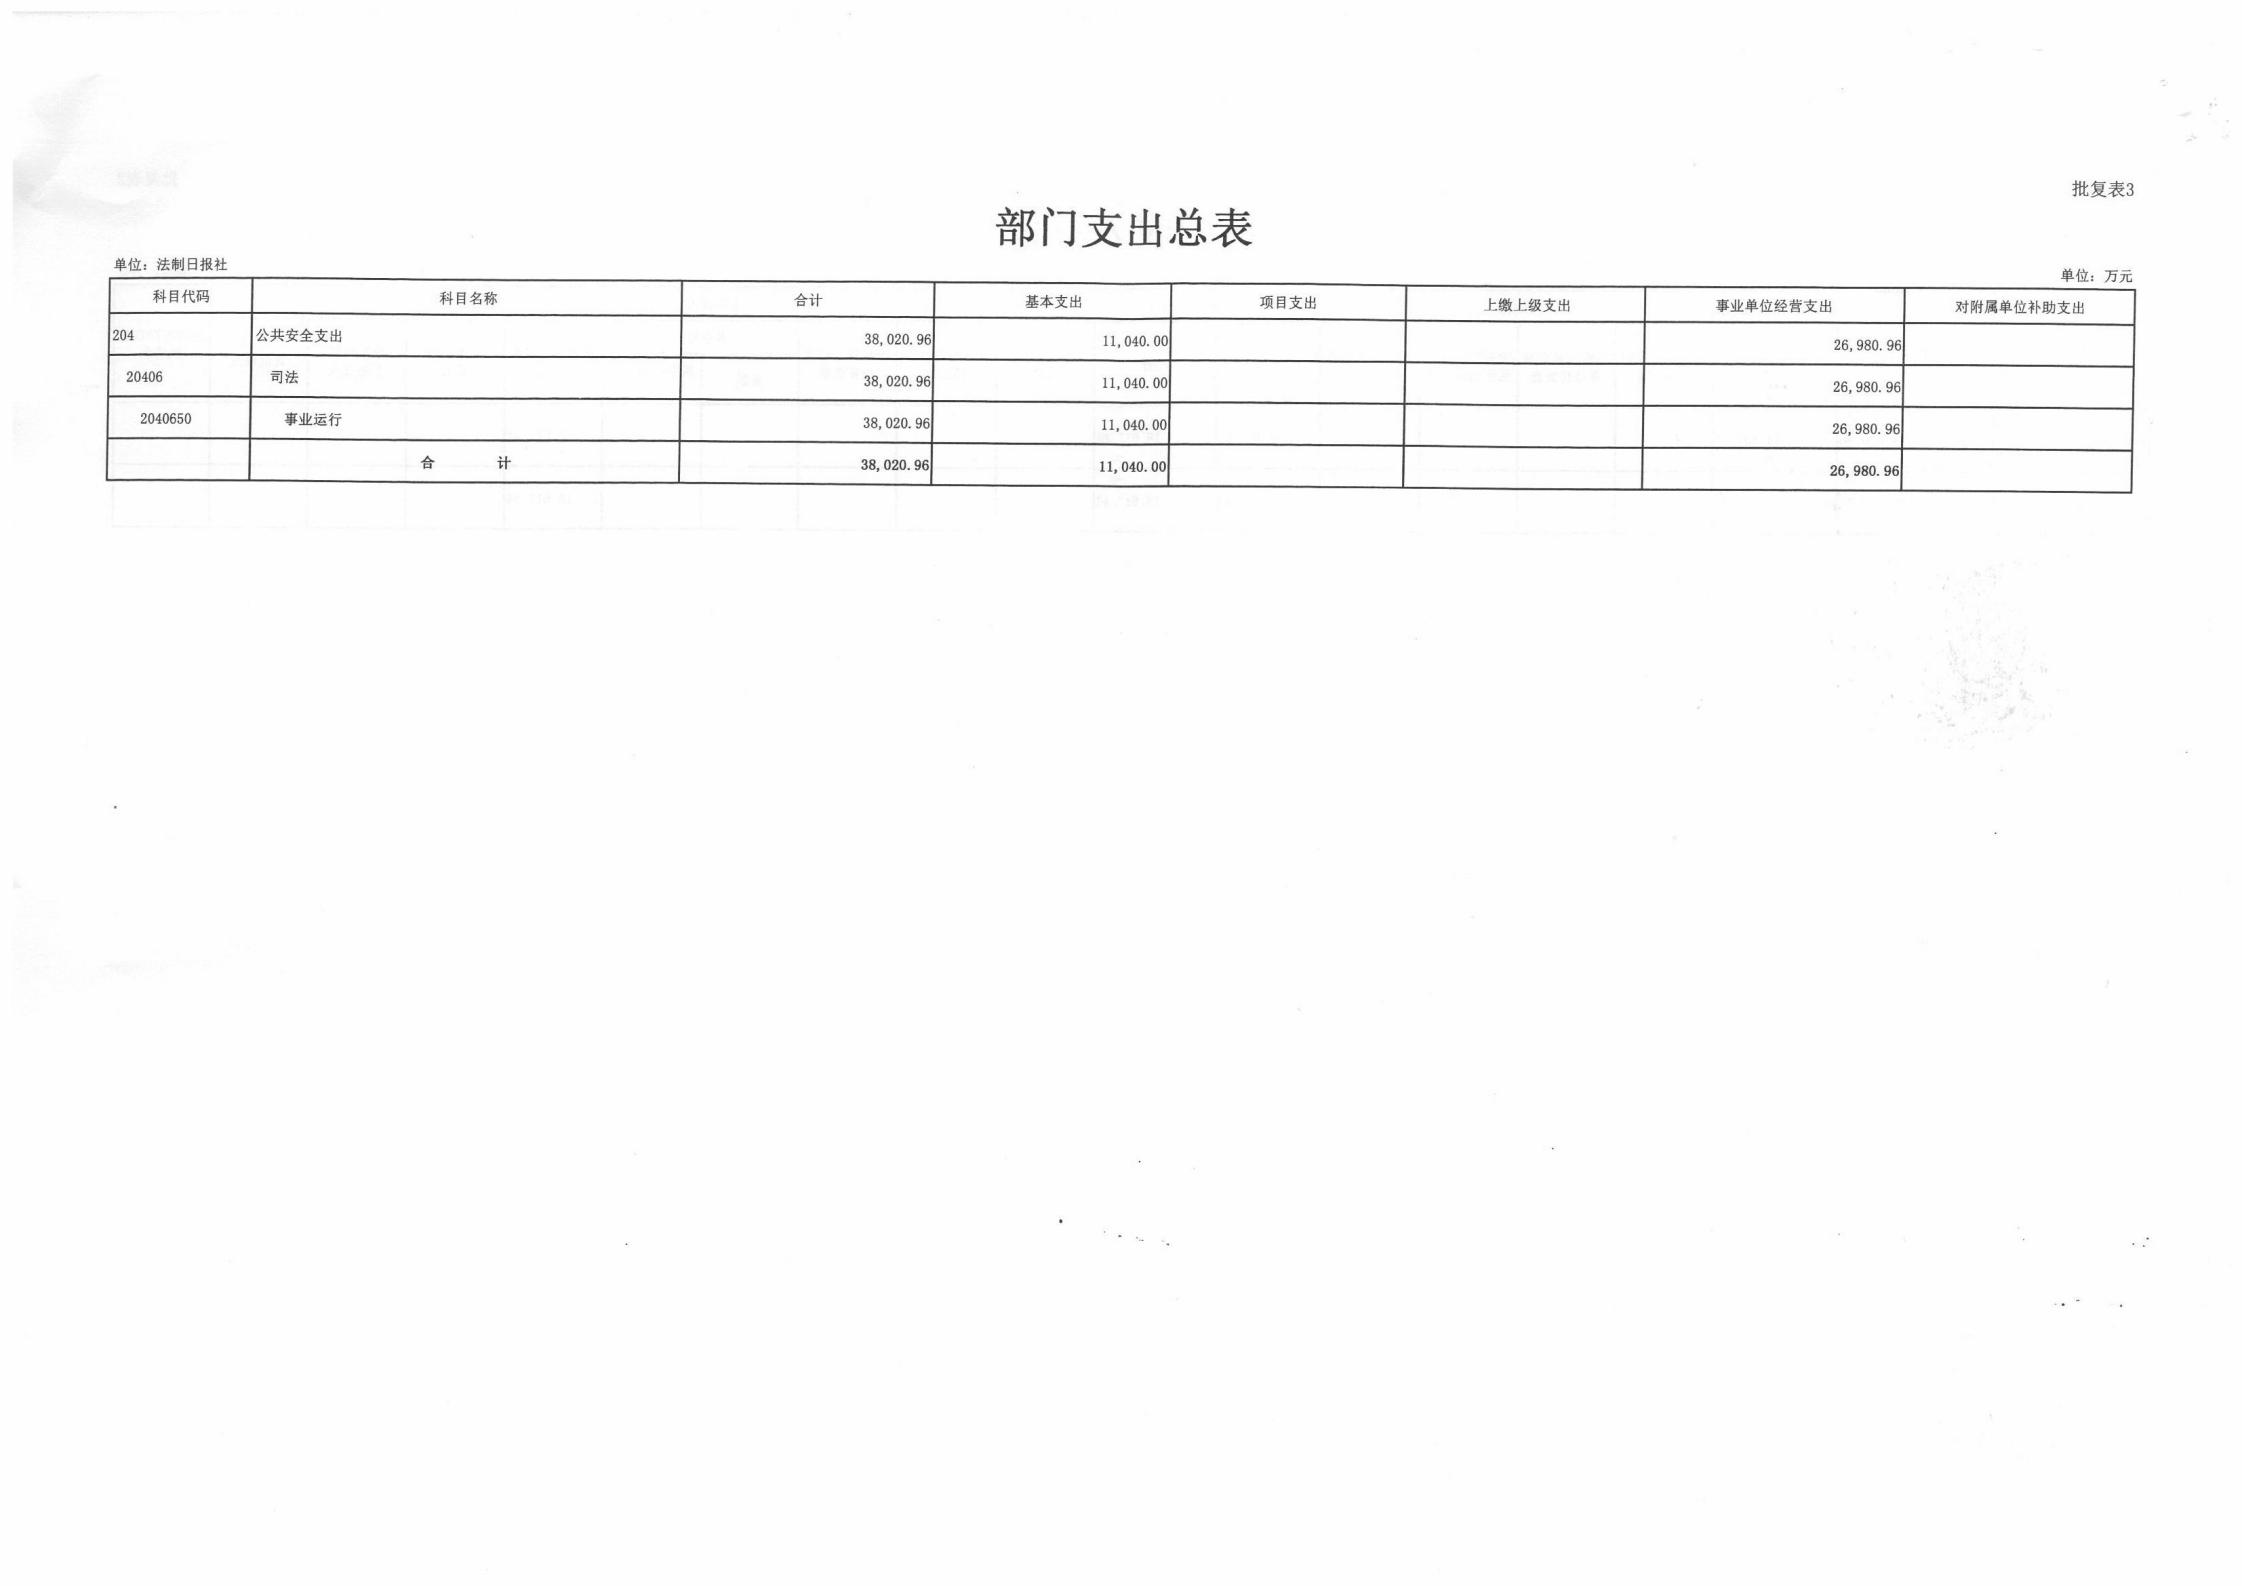 批复表3
部门支出总表
单位：法制日报社 单位：万元
科目代码 科目名称 合计 基本支出 项目支出 上缴上级支出 事业单位经营支出 对附属单位补助支出
204 公共安全支出 38,020.96 11,040.00 26,980.96
20406 司法 38,020.96 11,040.00 26,980.96
2040650 事业运行 38,020.96 11,040.00 26,980.96
合 计 38,020.96 11,040.00 26,980.96